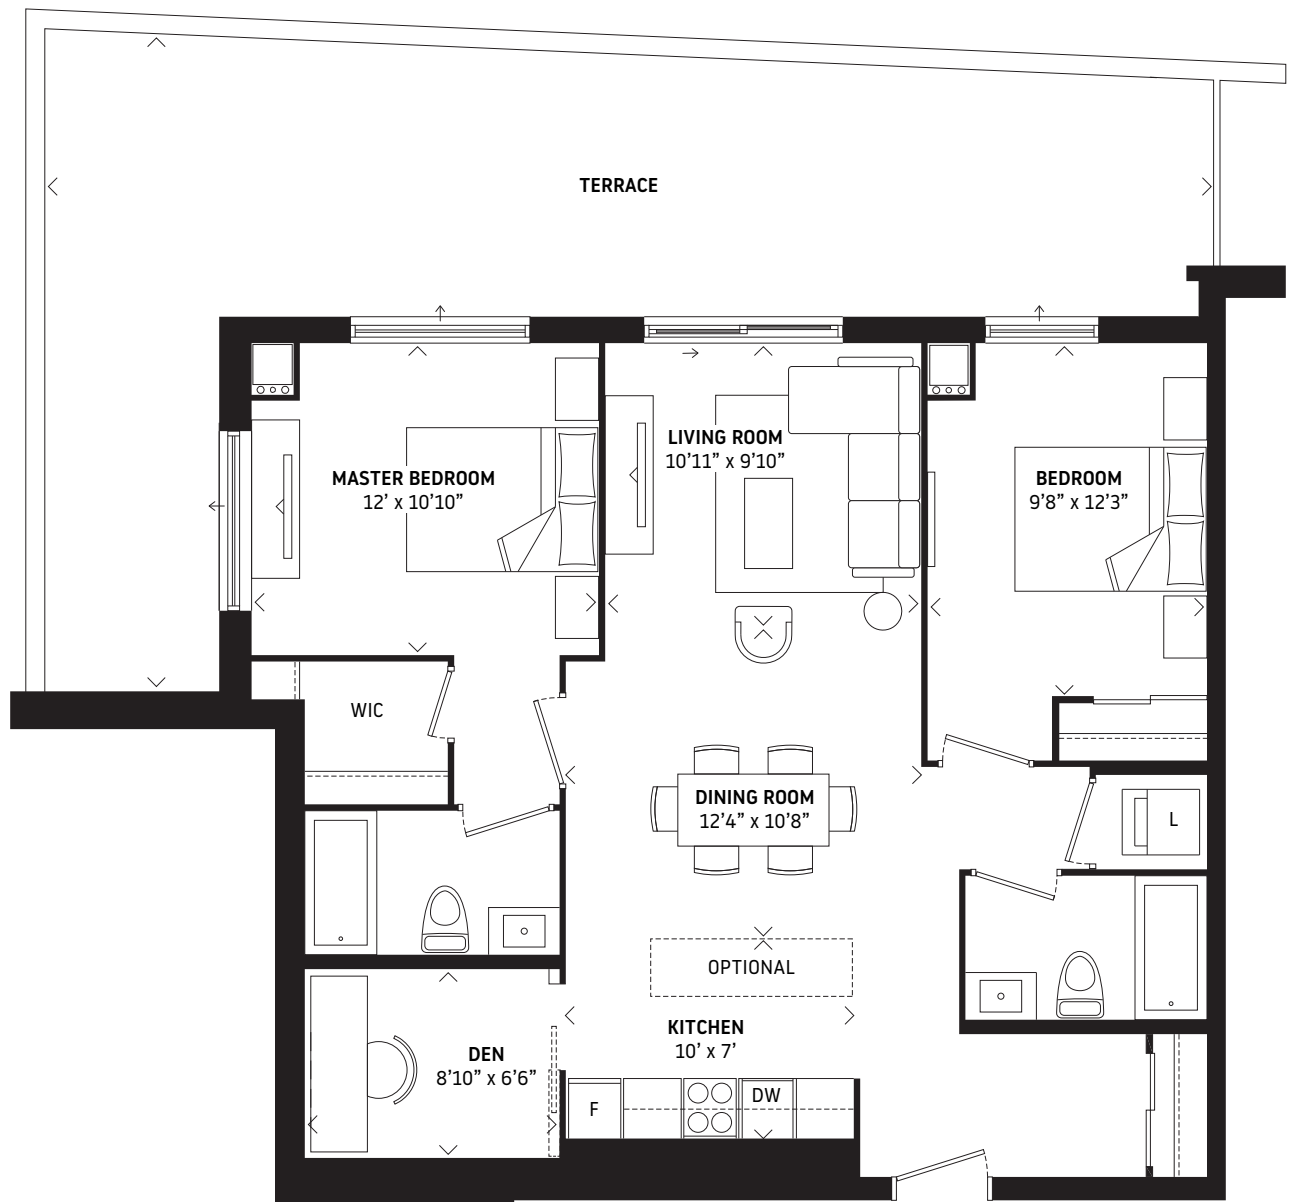 TERRACE
LIVING ROOM
10'11” x 9'10”
MASTER BEDROOM
12' x 10'10”
BEDROOM
9'8” x 12'3”
WIC
DINING ROOM
12'4” x 10'8”
L
OPTIONAL
KITCHEN
10' x 7'
DEN
8'10” x 6'6”
F
DW